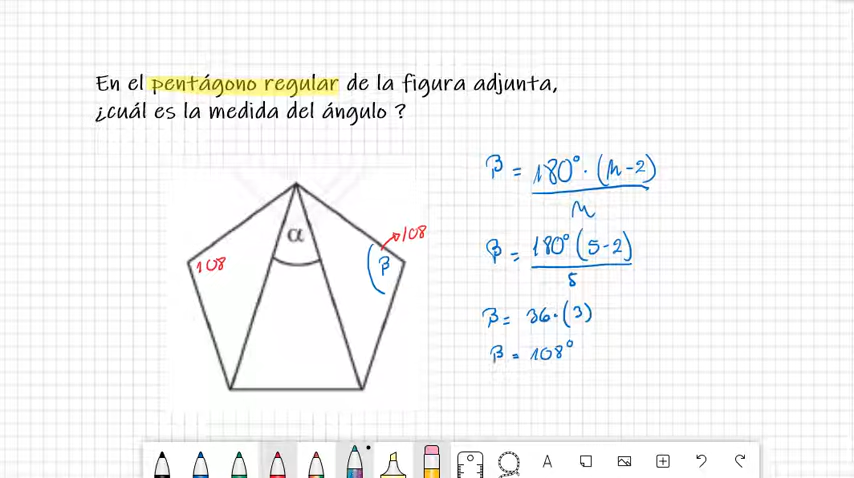 En el pentágono regular de la figura adjunta,
¿cuál es la medida del ángulo ?
β = 180° · (n-2)
n
β = 180° (5-2)
5
β = 36 · (3)
β = 108°
α
108
108
β
A